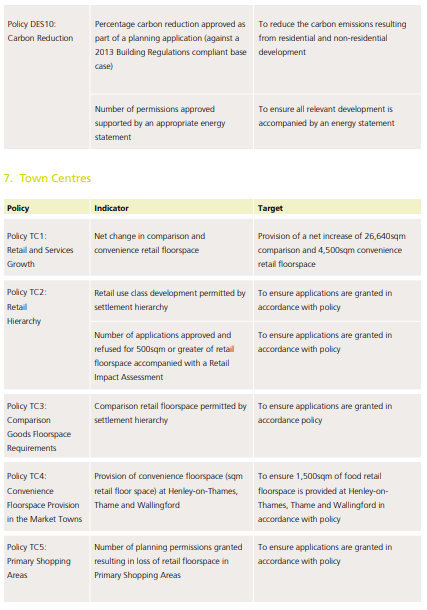 Policy DES10:
Carbon Reduction
Percentage carbon reduction approved as
part of a planning application (against a
2013 Building Regulations compliant base
case)
To reduce the carbon emissions resulting
from residential and non-residential
development
Number of permissions approved
supported by an appropriate energy
statement
To ensure all relevant development is
accompanied by an energy statement
7. Town Centres
Policy
Indicator
Target
Policy TC1:
Retail and Services
Growth
Net change in comparison and
convenience retail floorspace
Provision of a net increase of 26,640sqm
comparison and 4,500sqm convenience
retail floorspace
Policy TC2:
Retail
Hierarchy
Retail use class development permitted by
settlement hierarchy
To ensure applications are granted in
accordance with policy
Number of applications approved and
refused for 500sqm or greater of retail
floorspace accompanied with a Retail
Impact Assessment
To ensure applications are granted in
accordance with policy
Policy TC3:
Comparison
Goods Floorspace
Requirements
Comparison retail floorspace permitted by
settlement hierarchy
To ensure applications are granted in
accordance policy
Policy TC4:
Convenience
Floorspace Provision
in the Market Towns
Provision of convenience floorspace (sqm
retail floor space) at Henley-on-Thames,
Thame and Wallingford
To ensure 1,500sqm of food retail
floorspace is provided at Henley-on-
Thames, Thame and Wallingford in
accordance with policy
Policy TC5:
Primary Shopping
Areas
Number of planning permissions granted
resulting in loss of retail floorspace in
Primary Shopping Areas
To ensure applications are granted in
accordance with policy